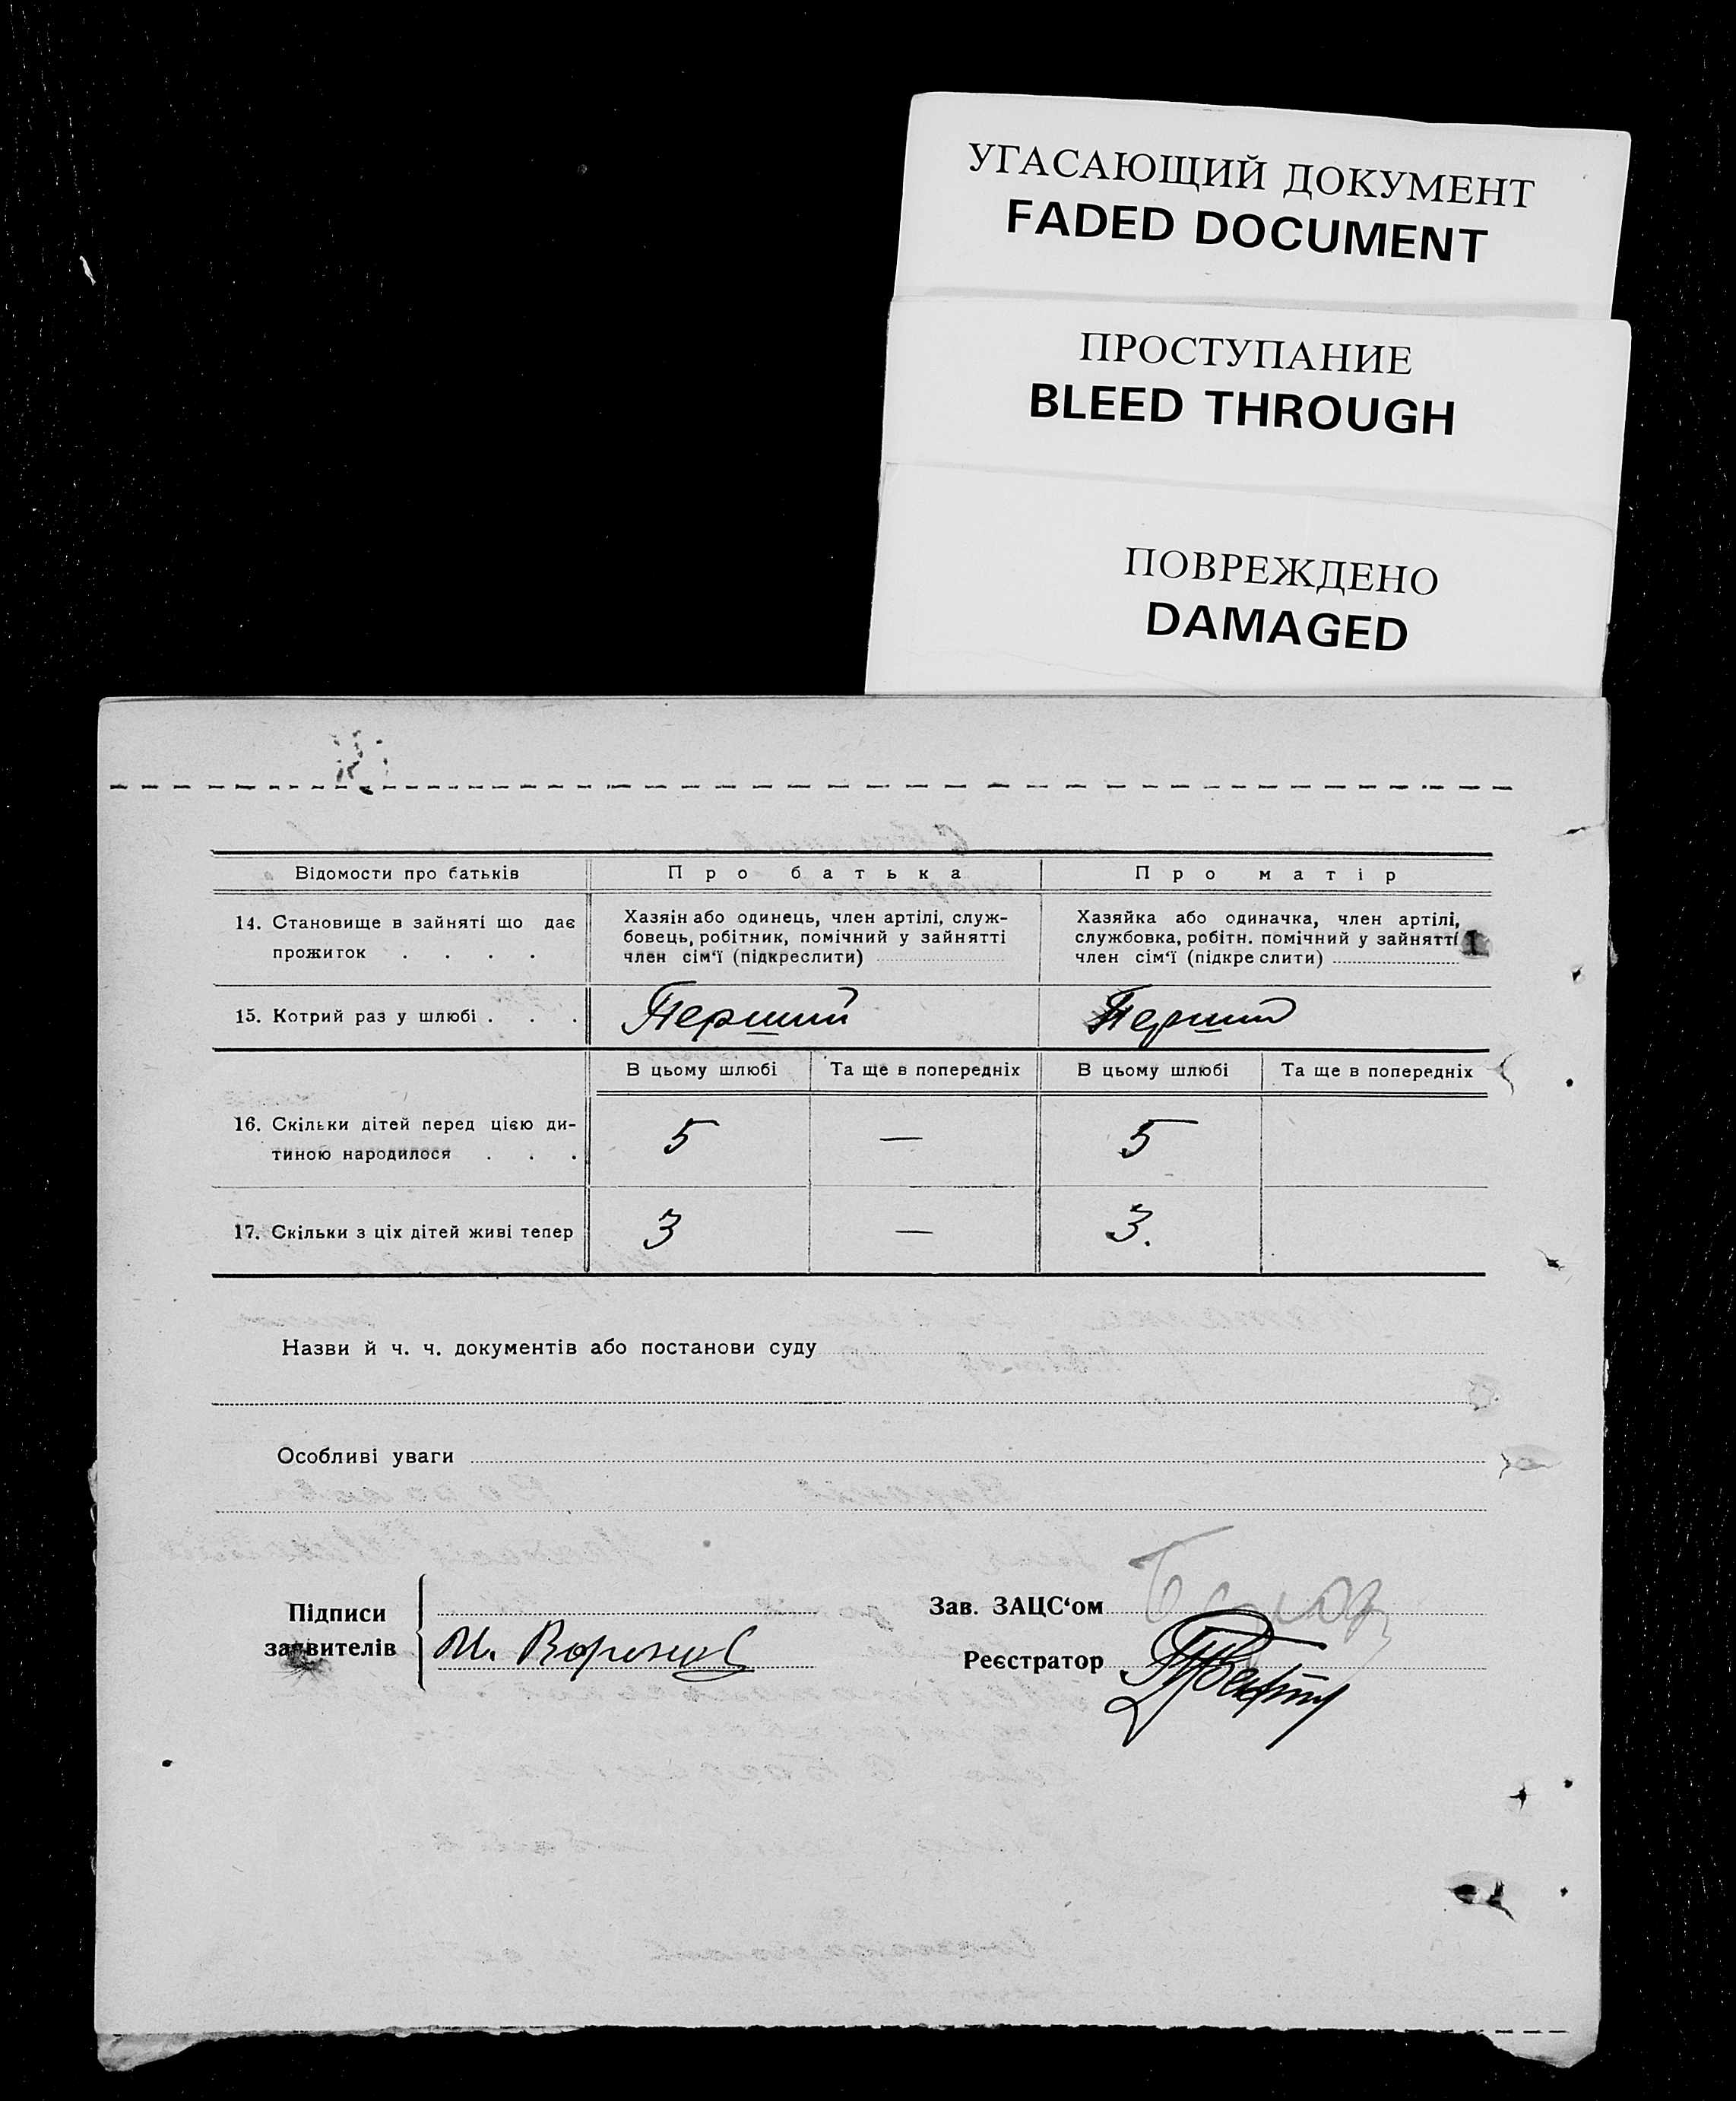 УГАСАЮЩИЙ ДОКУМЕНТ
FADED DOCUMENT
ПРОСТУПАНИЕ
BLEED THROUGH
ПОВРЕЖДЕНО
DAMAGED
Відомости про батьків
Про батька
Про матір
14. Становище в зайняті що дає
прожиток . . . .
Хазяін або одинець, член артілі, служ-
бовець, робітник, помічний у зайнятті
член сім'ї (підкреслити)
Хазяйка або одиначка, член артілі,
службовка, робітн. помічний у зайнятті
член сім'ї (підкреслити)
15. Котрий раз у шлюбі . . .
Перший
Перший
В цьому шлюбі
Та ще в попередніх
В цьому шлюбі
Та ще в попередніх
16. Скільки дітей перед цією ди-
тиною народилося . . .
5
—
5
17. Скільки з ціх дітей живі тепер
3
—
3.
Назви й ч. ч. документів або постанови суду
Особливі уваги
Підписи
заявителів
Зав. ЗАЦС'ом
Реєстратор